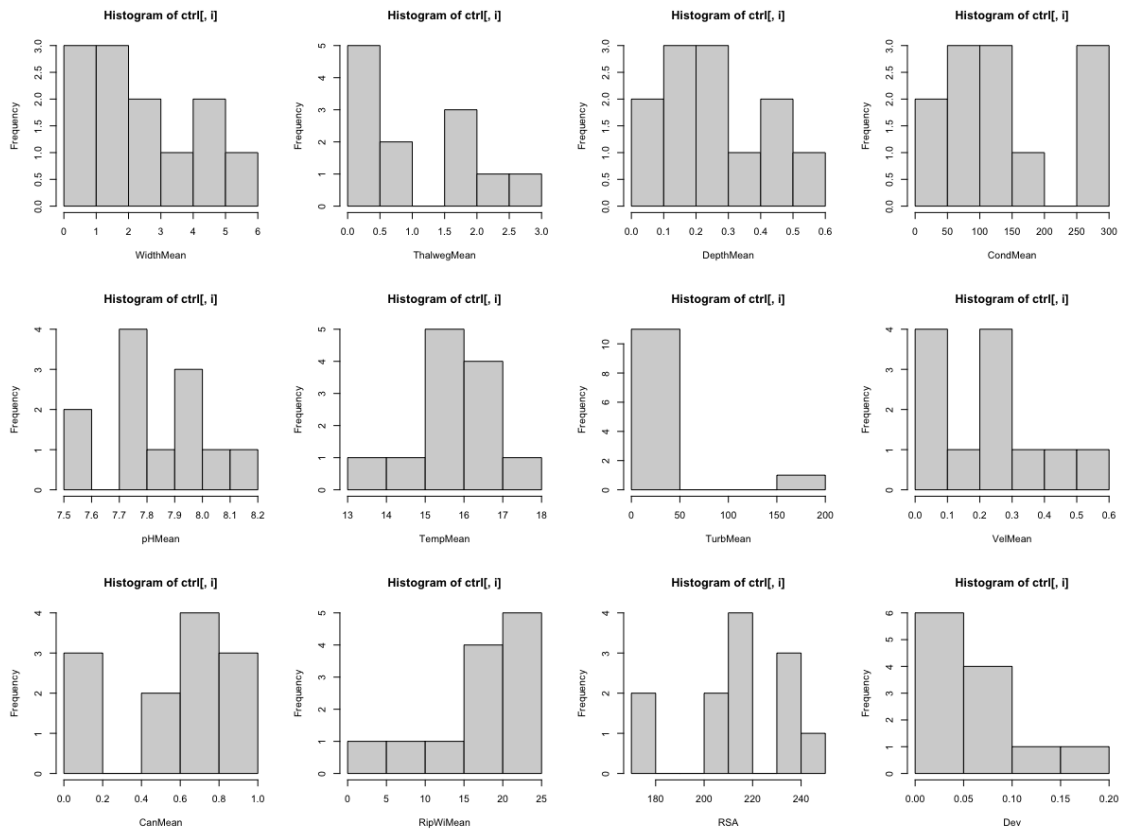 Histogram of ctrl[, i]
Frequency
0.0 0.5 1.0 1.5 2.0 2.5 3.0
0 1 2 3 4 5 6
WidthMean
Histogram of ctrl[, i]
Frequency
0 1 2 3 4 5
0.0 1.0 2.0 3.0
ThalwegMean
Histogram of ctrl[, i]
Frequency
0.0 0.5 1.0 1.5 2.0 2.5 3.0
0.0 0.1 0.2 0.3 0.4 0.5 0.6
DepthMean
Histogram of ctrl[, i]
Frequency
0.0 0.5 1.0 1.5 2.0 2.5 3.0
0 50 100 150 200 250 300
CondMean
Histogram of ctrl[, i]
Frequency
0 1 2 3 4
7.5 7.6 7.7 7.8 7.9 8.0 8.1 8.2
pHMean
Histogram of ctrl[, i]
Frequency
0 1 2 3 4 5
13 14 15 16 17 18
TempMean
Histogram of ctrl[, i]
Frequency
0 2 4 6 8 10
0 50 100 150 200
TurbMean
Histogram of ctrl[, i]
Frequency
0 1 2 3 4
0.0 0.1 0.2 0.3 0.4 0.5 0.6
VelMean
Histogram of ctrl[, i]
Frequency
0 1 2 3 4
0.0 0.2 0.4 0.6 0.8 1.0
CanMean
Histogram of ctrl[, i]
Frequency
0 1 2 3 4 5
0 5 10 15 20 25
RipWiMean
Histogram of ctrl[, i]
Frequency
0 1 2 3 4
180 200 220 240
RSA
Histogram of ctrl[, i]
Frequency
0 1 2 3 4 5 6
0.00 0.05 0.10 0.15 0.20
Dev